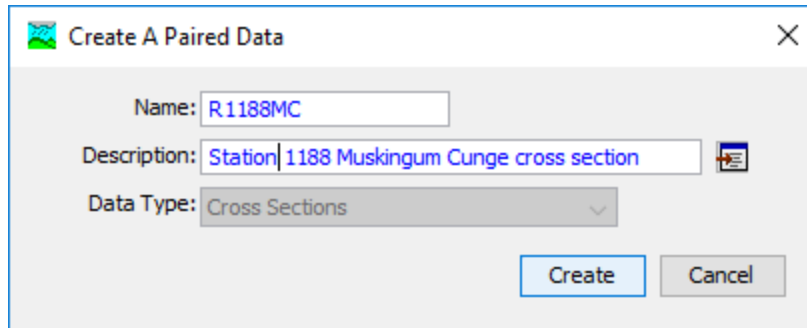 Create A Paired Data
Name: R1188MC
Description: Station 1188 Muskingum Cunge cross section
Data Type: Cross Sections
Create Cancel